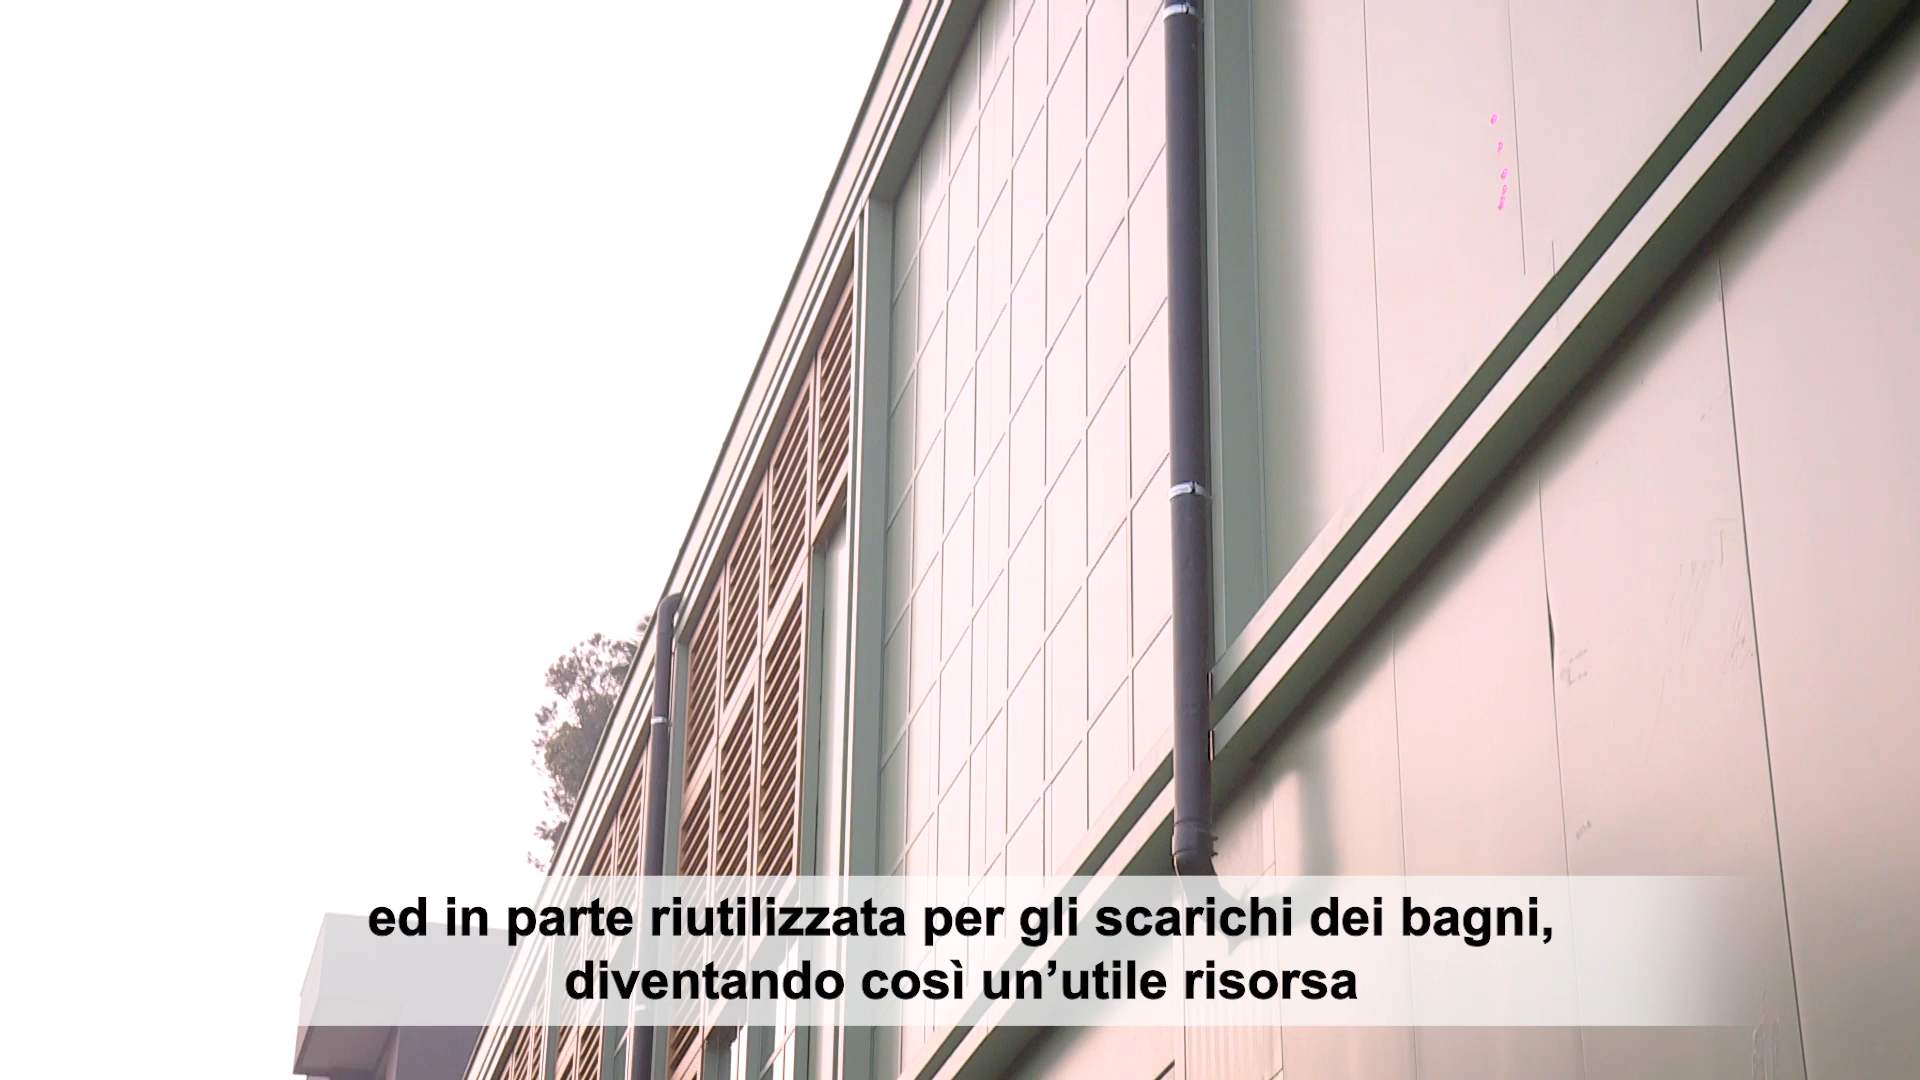 ed in parte riutilizzata per gli scarichi dei bagni,
diventando così un’utile risorsa